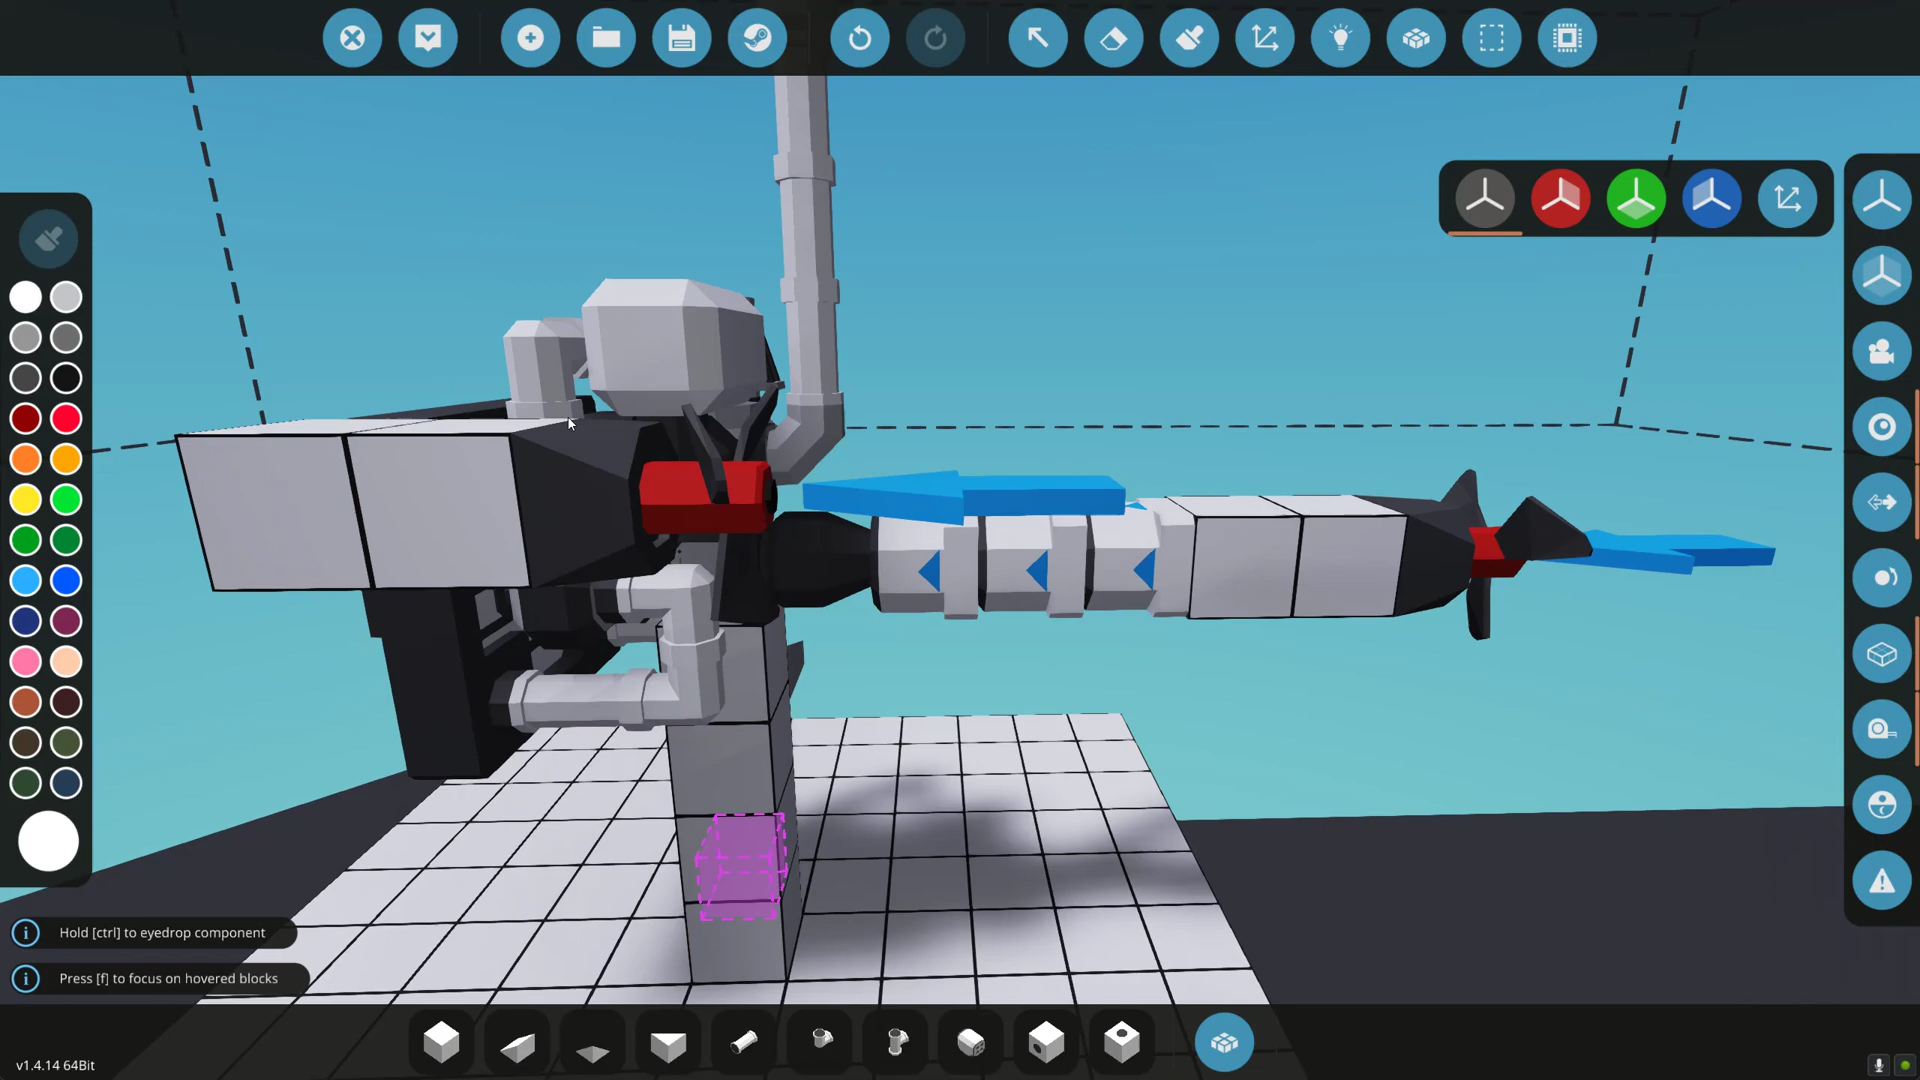 Hold [ctrl] to eyedrop component
Press [f] to focus on hovered blocks
v1.4.14 64Bit